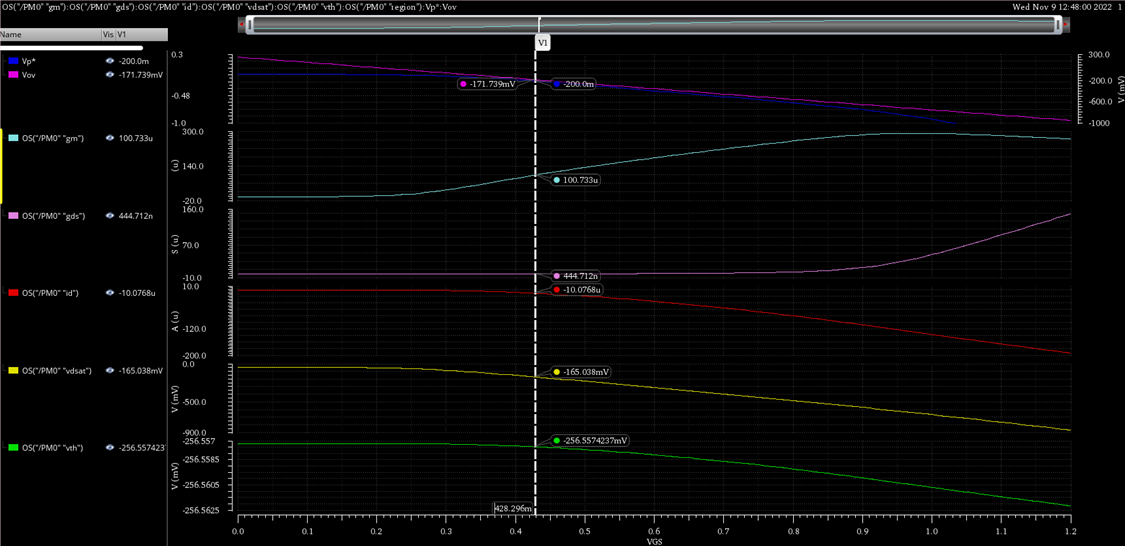 OS("/PM0" "gm"):OS("/PM0" "gds"):OS("/PM0" "id"):OS("/PM0" "vdsat"):OS("/PM0" "vth"):OS("/PM0" "region"):Vp*:Vov
Wed Nov 9 12:48:00 2022 1
Name Vis V1
V1
Vp* -200.0m
Vov -171.739mV
0.3
-0.48
-1.0
-171.739mV
-200.0m
300.0
-200.0
-600.0
-1000
V (mV)
OS("/PM0" "gm") 100.733u
300.0
140.0
-20.0
(u)
100.733u
OS("/PM0" "gds") 444.712n
160.0
70.0
-10.0
S (u)
444.712n
OS("/PM0" "id") -10.0768u
10.0
-120.0
-200.0
A (u)
-10.0768u
OS("/PM0" "vdsat") -165.038mV
0.0
-500.0
-900.0
V (mV)
-165.038mV
OS("/PM0" "vth") -256.557423
-256.557
-256.5585
-256.5605
-256.5625
V (mV)
-256.5574237mV
428.296m
0.0 0.1 0.2 0.3 0.4 0.5 0.6 0.7 0.8 0.9 1.0 1.1 1.2
VGS